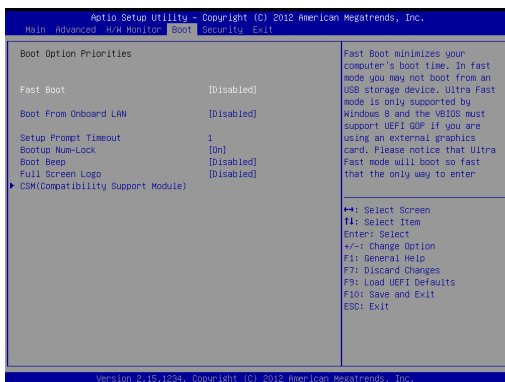 Aptio Setup Utility – Copyright (C) 2012 American Megatrends, Inc.
Main Advanced H/W Monitor Boot Security Exit
Boot Option Priorities
Fast Boot [Disabled]
Boot From Onboard LAN [Disabled]
Setup Prompt Timeout 1
Bootup Num-Lock [On]
Boot Beep [Disabled]
Full Screen Logo [Disabled]
CSM(Compatibility Support Module)
Fast Boot minimizes your
computer's boot time. In fast
mode you may not boot from an
USB storage device. Ultra Fast
mode is only supported by
Windows 8 and the VBIOS must
support UEFI GOP if you are
using an external graphics
card. Please notice that Ultra
Fast mode will boot so fast
that the only way to enter
↔: Select Screen
↑↓: Select Item
Enter: Select
+/-: Change Option
F1: General Help
F7: Discard Changes
F9: Load UEFI Defaults
F10: Save and Exit
ESC: Exit
Version 2.15.1234. Copyright (C) 2012 American Megatrends, Inc.